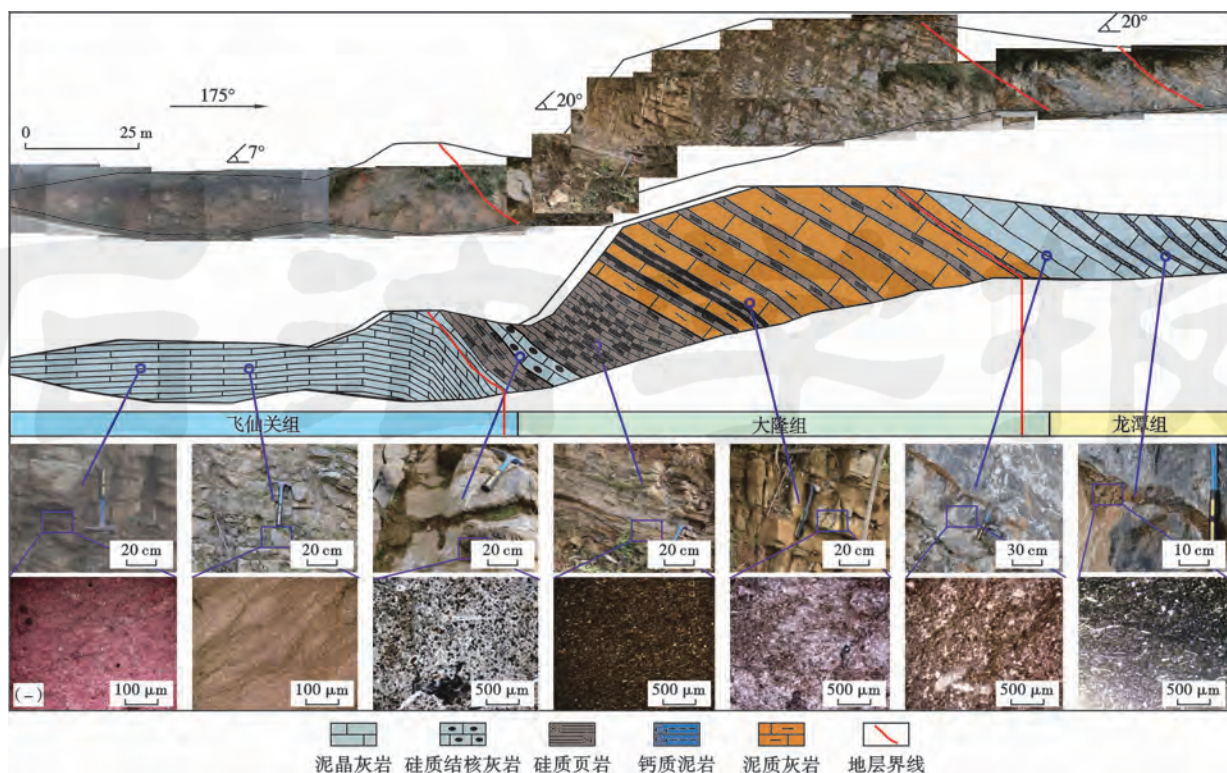 175°
20°
0 25 m
20°
7°
飞仙关组 大隆组 龙潭组
20 cm 20 cm 20 cm 20 cm 20 cm 30 cm 10 cm
(-) 100 μm 100 μm 500 μm 500 μm 500 μm 500 μm 500 μm
泥晶灰岩 硅质结核灰岩 硅质页岩 钙质泥岩 泥质灰岩 地层界线